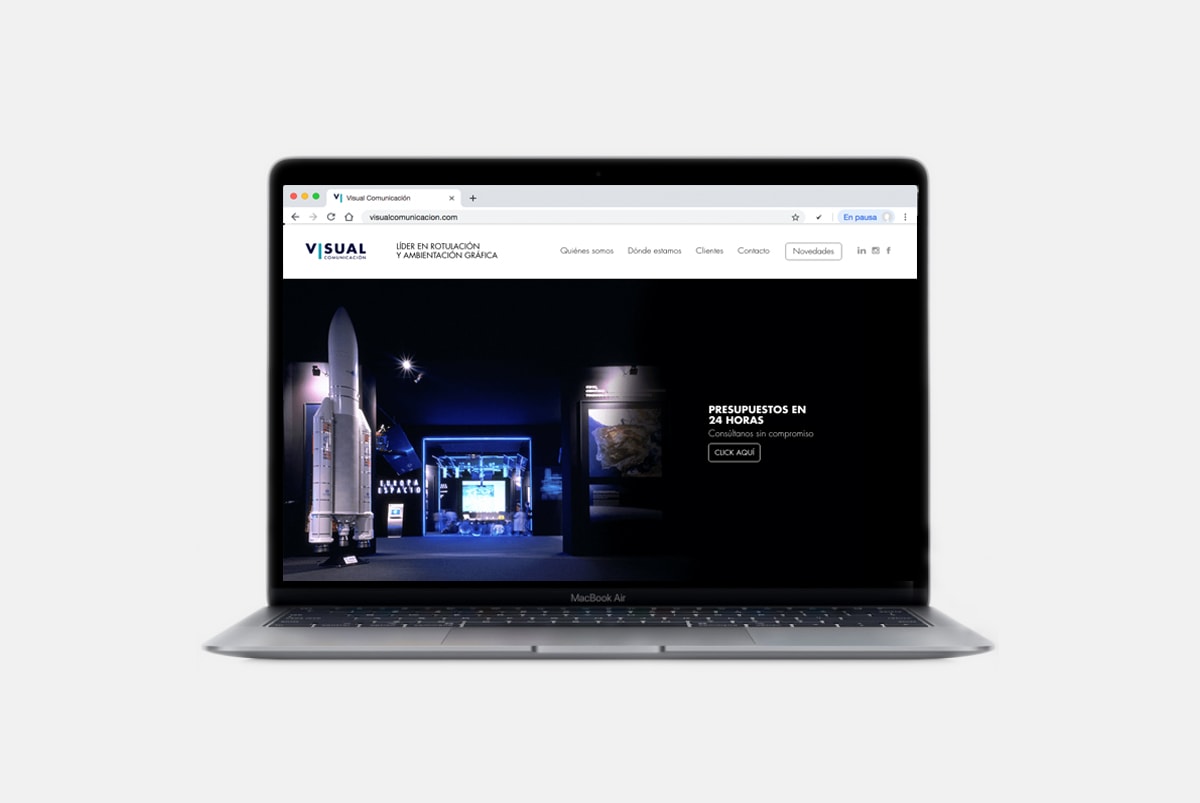 Visual Comunicación
visualcomunicacion.com
En pausa
VISUAL
COMUNICACIÓN
LÍDER EN ROTULACIÓN
Y AMBIENTACIÓN GRÁFICA
Quiénes somos Dónde estamos Clientes Contacto Novedades
in
f
EUROPA
ESPACIO
PRESUPUESTOS EN
24 HORAS
Consúltanos sin compromiso
CLICK AQUÍ
MacBook Air